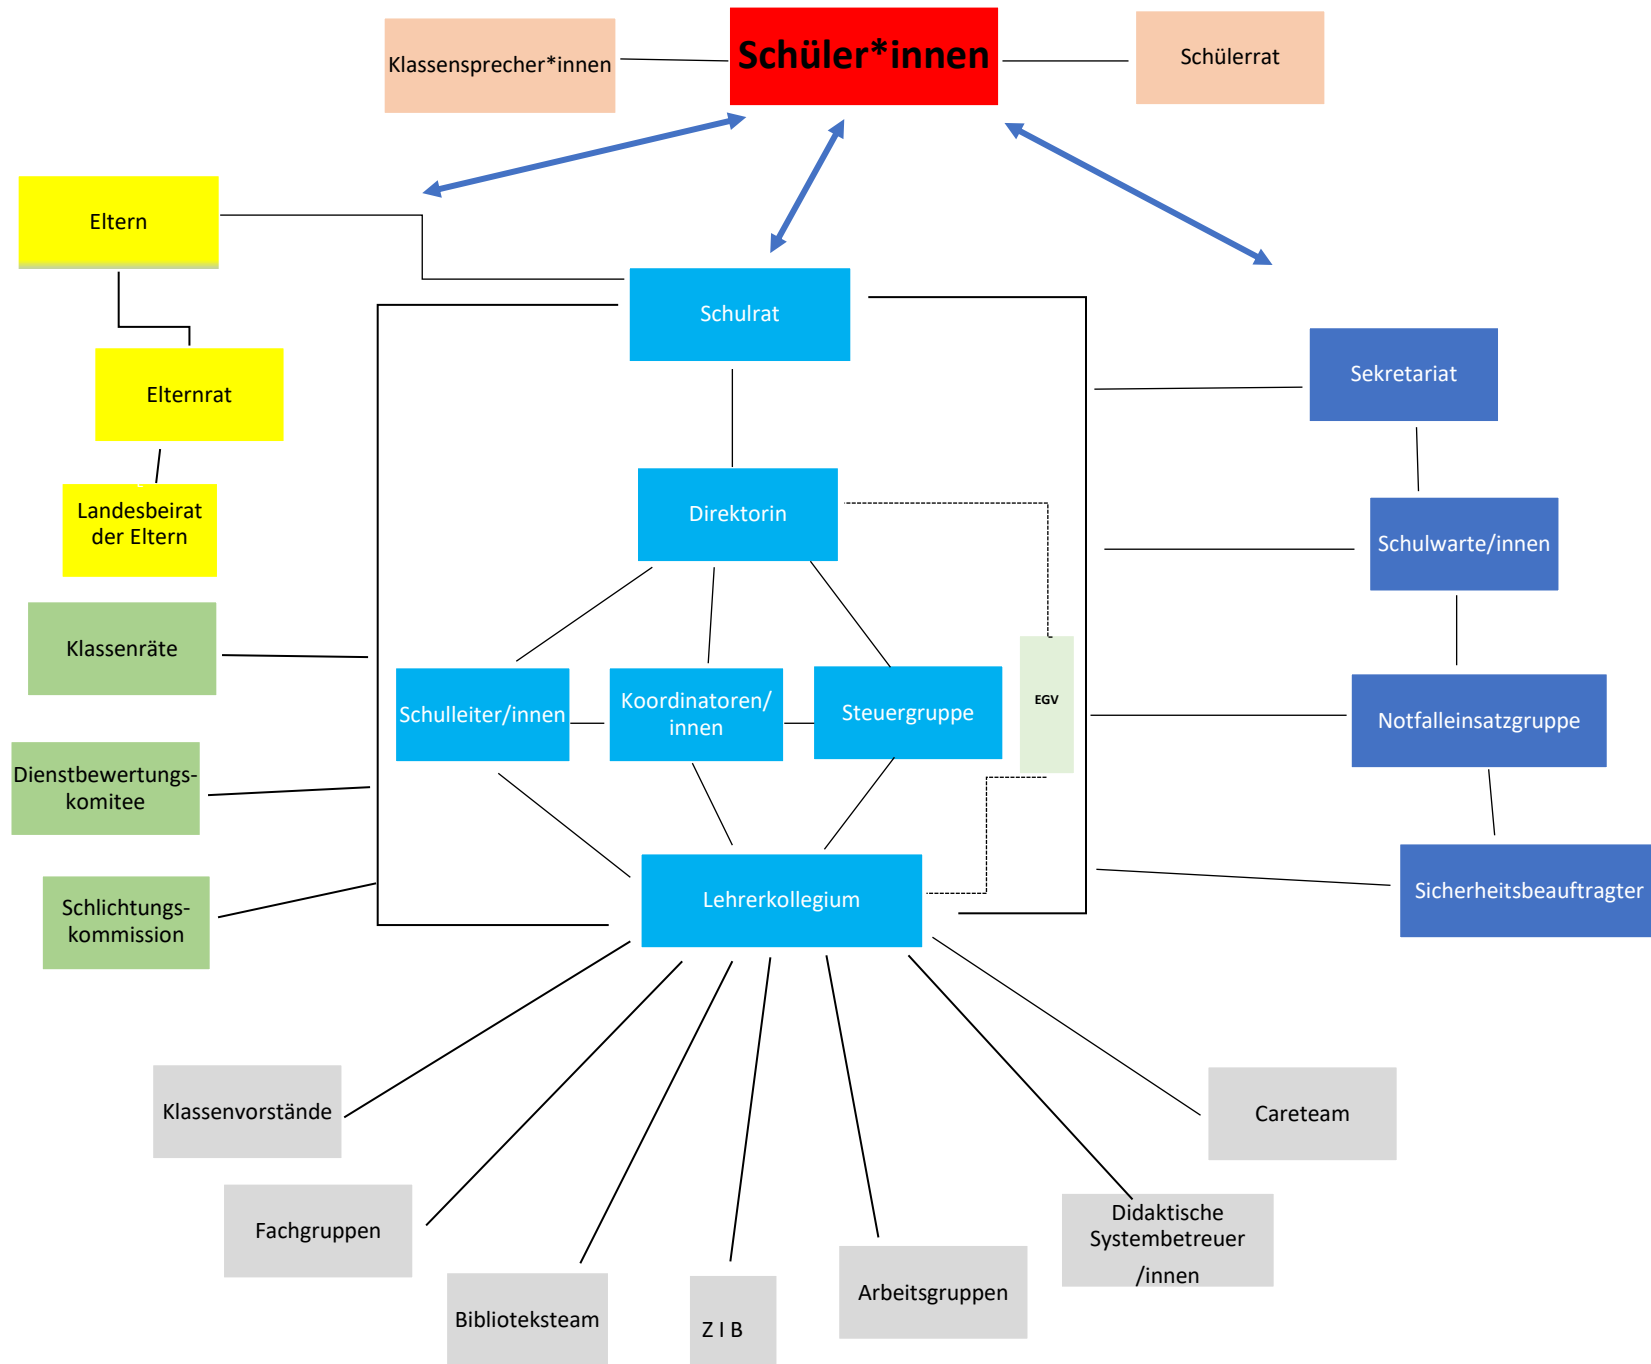 Klassensprecher*innen
Schüler*innen
Schülerrat
Eltern
Schulrat
Elternrat
Sekretariat
Landesbeirat
der Eltern
Direktorin
Schulwarte/innen
Klassenräte
Schulleiter/innen
Koordinatoren/
innen
Steuergruppe
EGV
Notfalleinsatzgruppe
Dienstbewertungs-
komitee
Schlichtungs-
kommission
Lehrerkollegium
Sicherheitsbeauftragter
Klassenvorstände
Careteam
Fachgruppen
Didaktische
Systembetreuer
/innen
Biblioteksteam
Z I B
Arbeitsgruppen